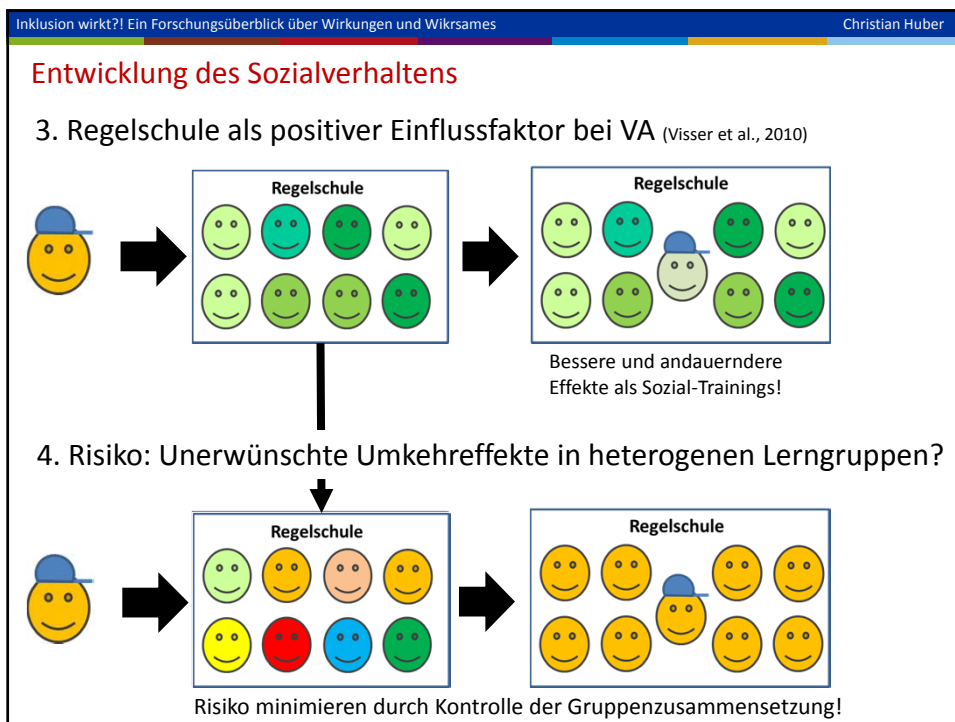 Inklusion wirkt?! Ein Forschungsüberblick über Wirkungen und Wikrsames
Christian Huber
Entwicklung des Sozialverhaltens
3. Regelschule als positiver Einflussfaktor bei VA (Visser et al., 2010)
Regelschule
Regelschule
Bessere und andauerndere
Effekte als Sozial-Trainings!
4. Risiko: Unerwünschte Umkehreffekte in heterogenen Lerngruppen?
Regelschule
Regelschule
Risiko minimieren durch Kontrolle der Gruppenzusammensetzung!